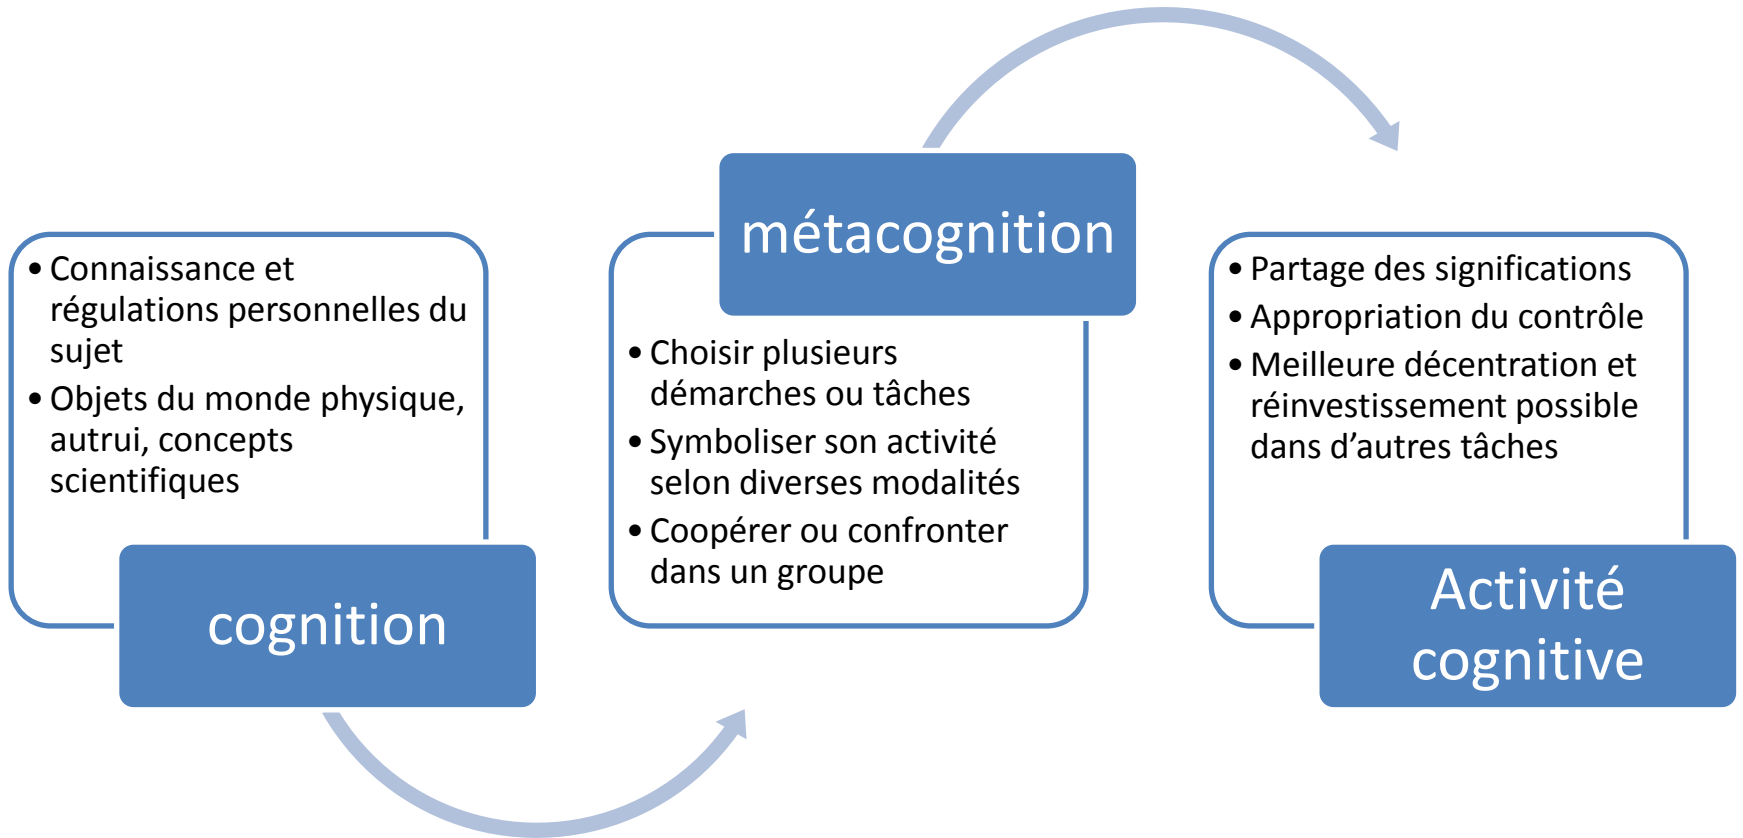 • Connaissance et
régulations personnelles du
sujet
• Objets du monde physique,
autrui, concepts
scientifiques
cognition
métacognition
• Choisir plusieurs
démarches ou tâches
• Symboliser son activité
selon diverses modalités
• Coopérer ou confronter
dans un groupe
• Partage des significations
• Appropriation du contrôle
• Meilleure décentration et
réinvestissement possible
dans d’autres tâches
Activité
cognitive